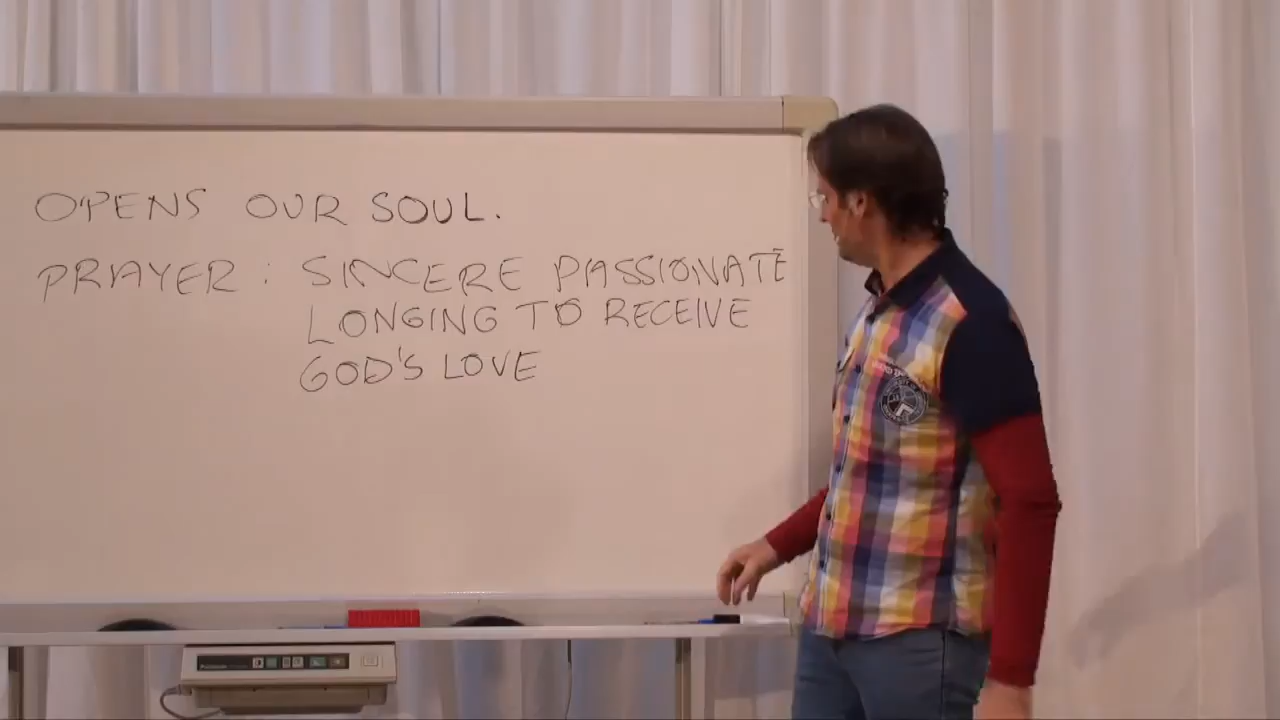 OPENS OUR SOUL.
PRAYER : SINCERE PASSIONATE
LONGING TO RECEIVE
GOD'S LOVE